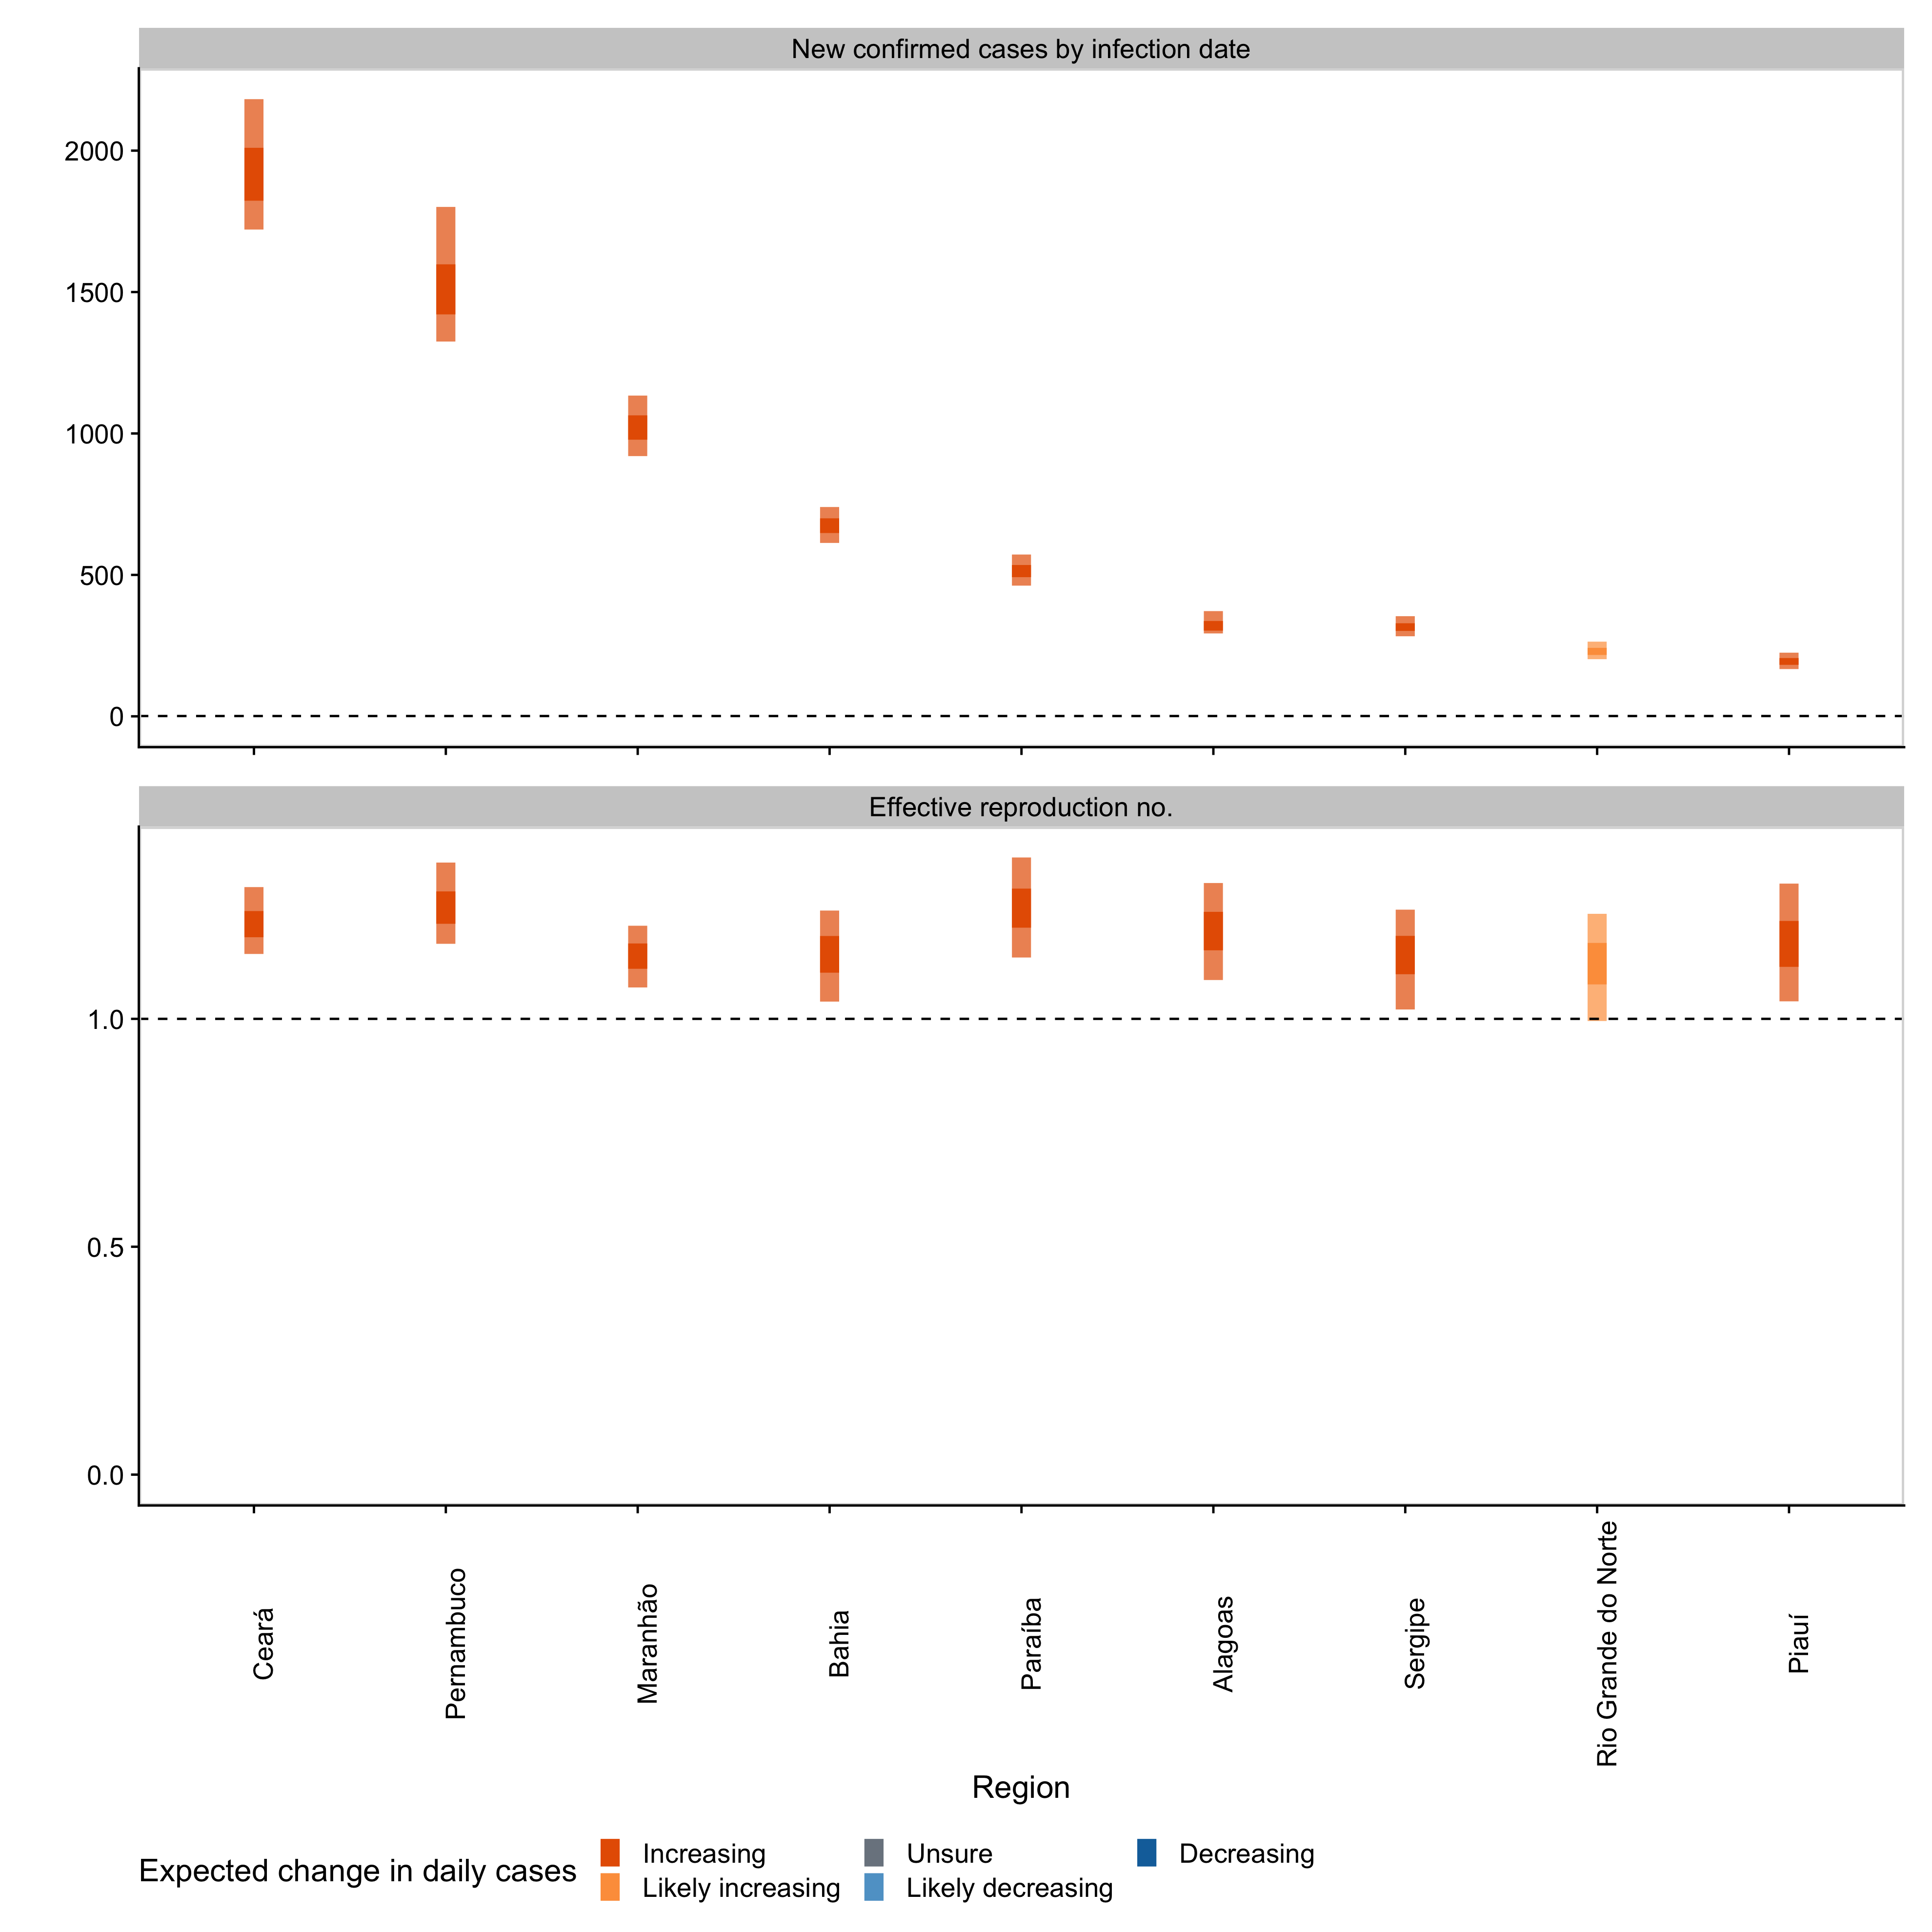 New confirmed cases by infection date
2000
1500
1000
500
0
Effective reproduction no.
1.0
0.5
0.0
Ceará
Pernambuco
Maranhão
Bahia
Paraíba
Alagoas
Sergipe
Rio Grande do Norte
Piauí
Region
Expected change in daily cases
Increasing
Likely increasing
Unsure
Likely decreasing
Decreasing